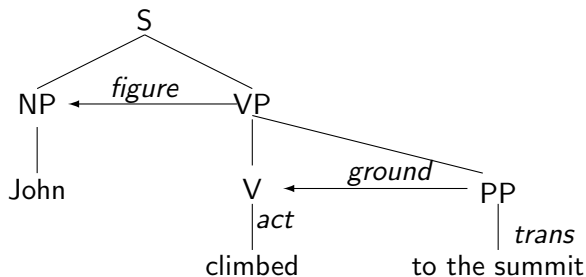 S
NP figure VP
John V ground PP
act trans
climbed to the summit